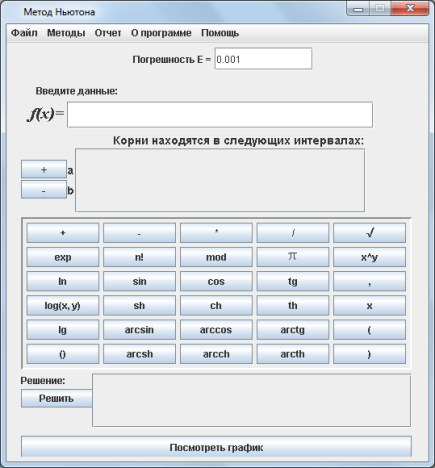 Метод Ньютона
Файл Методы Отчет О программе Помощь
Погрешность E = 0.001
Введите данные:
f(x)=
Корни находятся в следующих интервалах:
+ a
- b
+ - * / √
exp n! mod π x^y
ln sin cos tg ,
log(x, y) sh ch th x
lg arcsin arccos arctg (
() arcsh arcch arcth )
Решение:
Решить
Посмотреть график